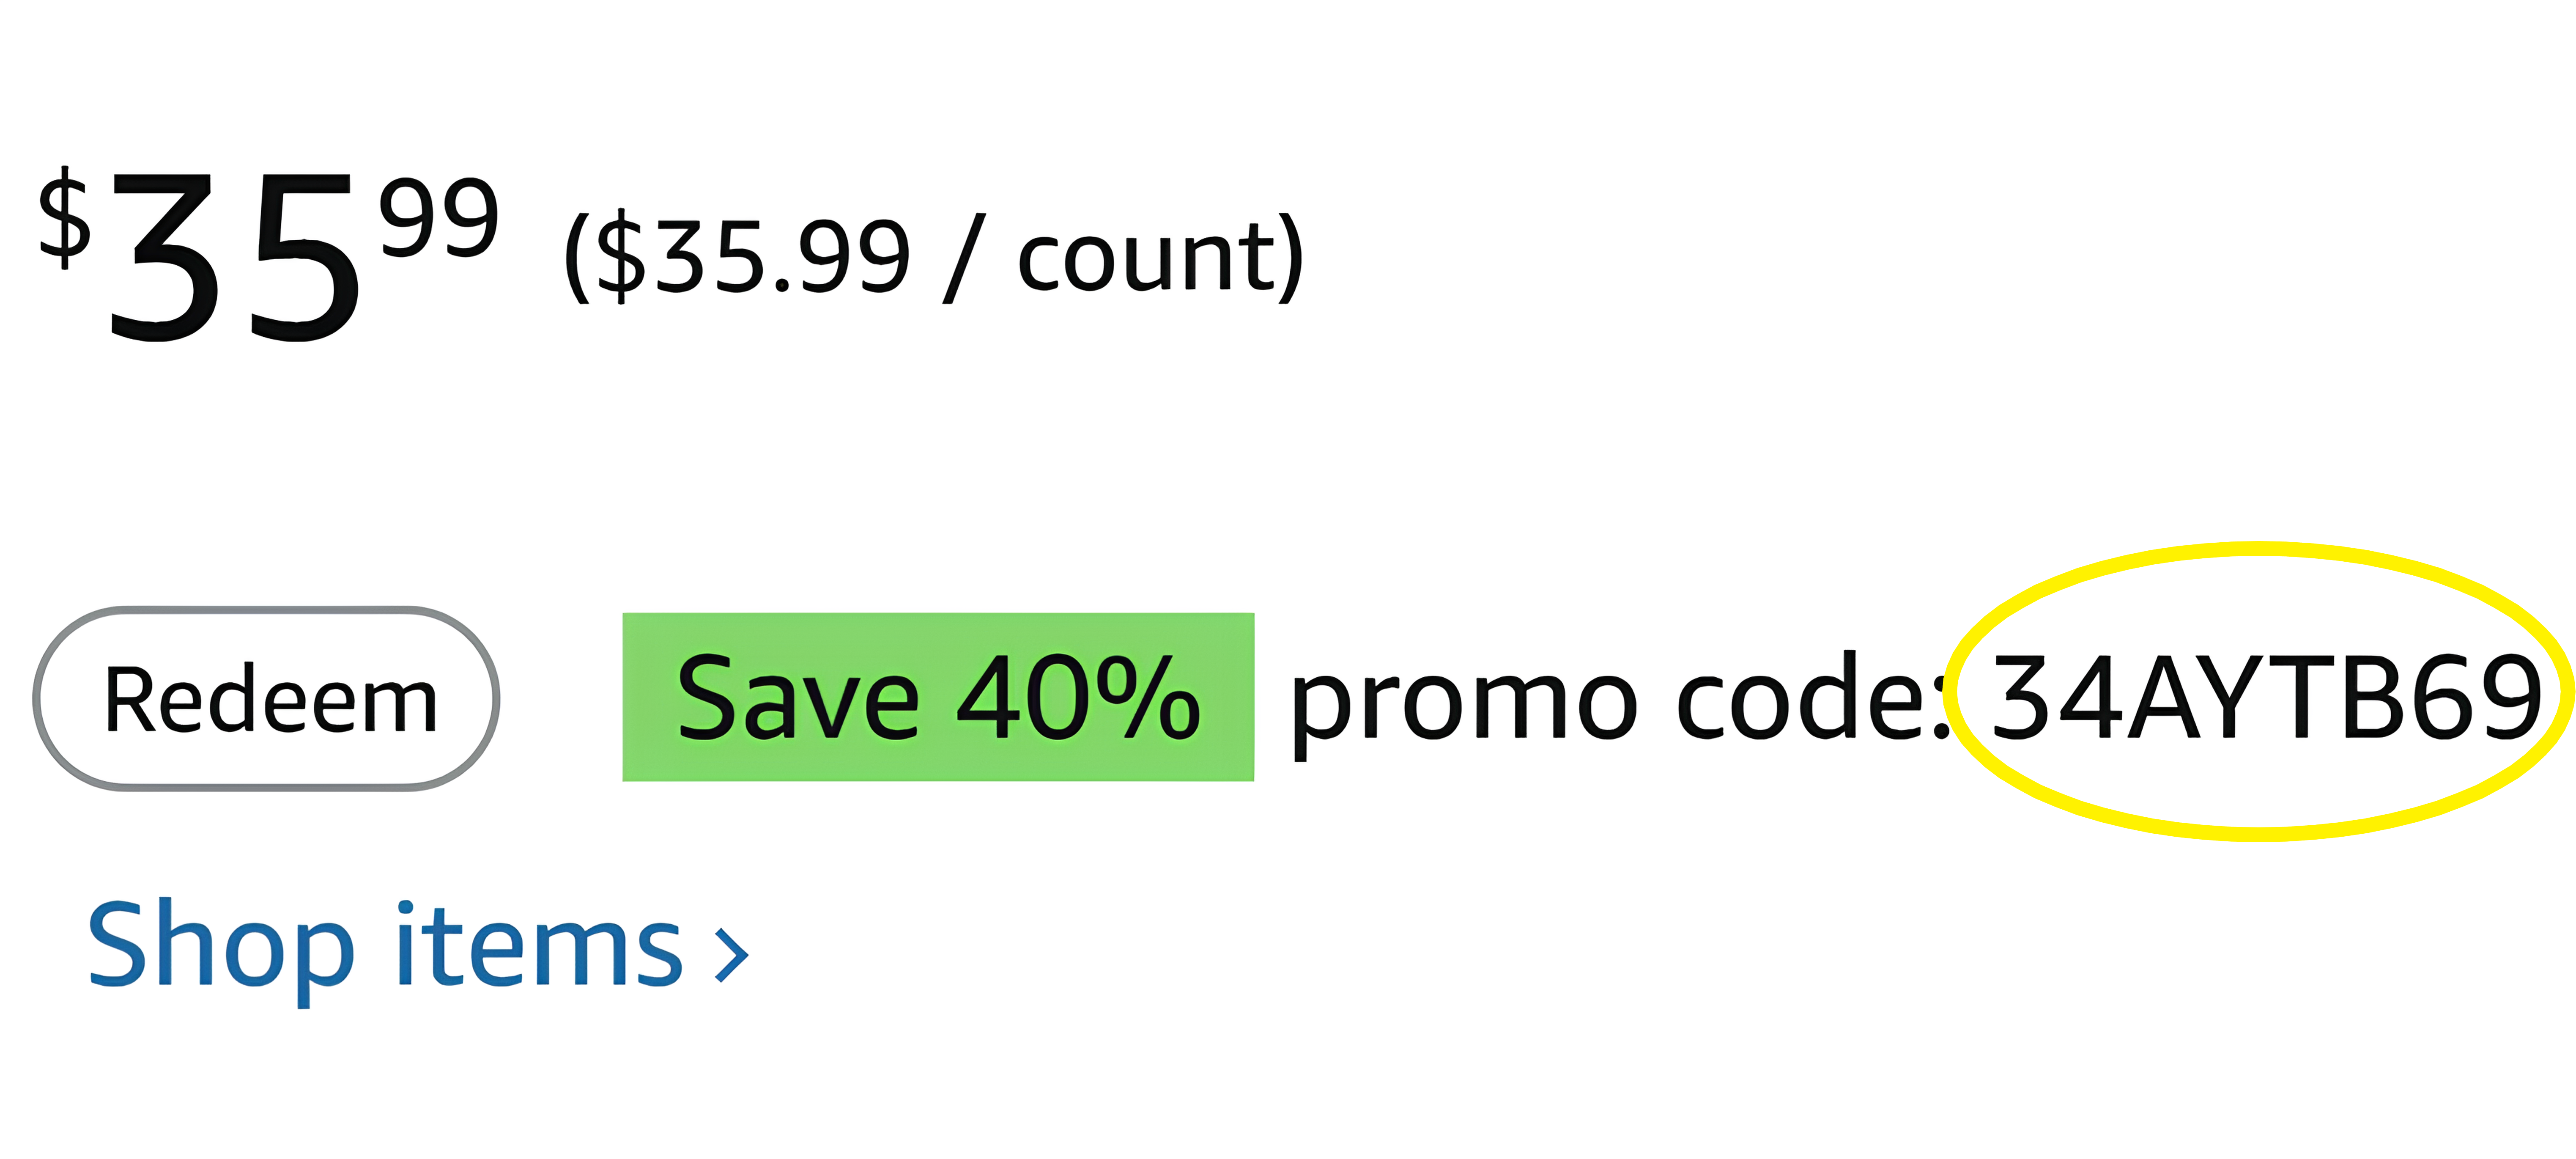 $35.99 ($35.99 / count)
Redeem Save 40% promo code: 34AYTB69
Shop items ›